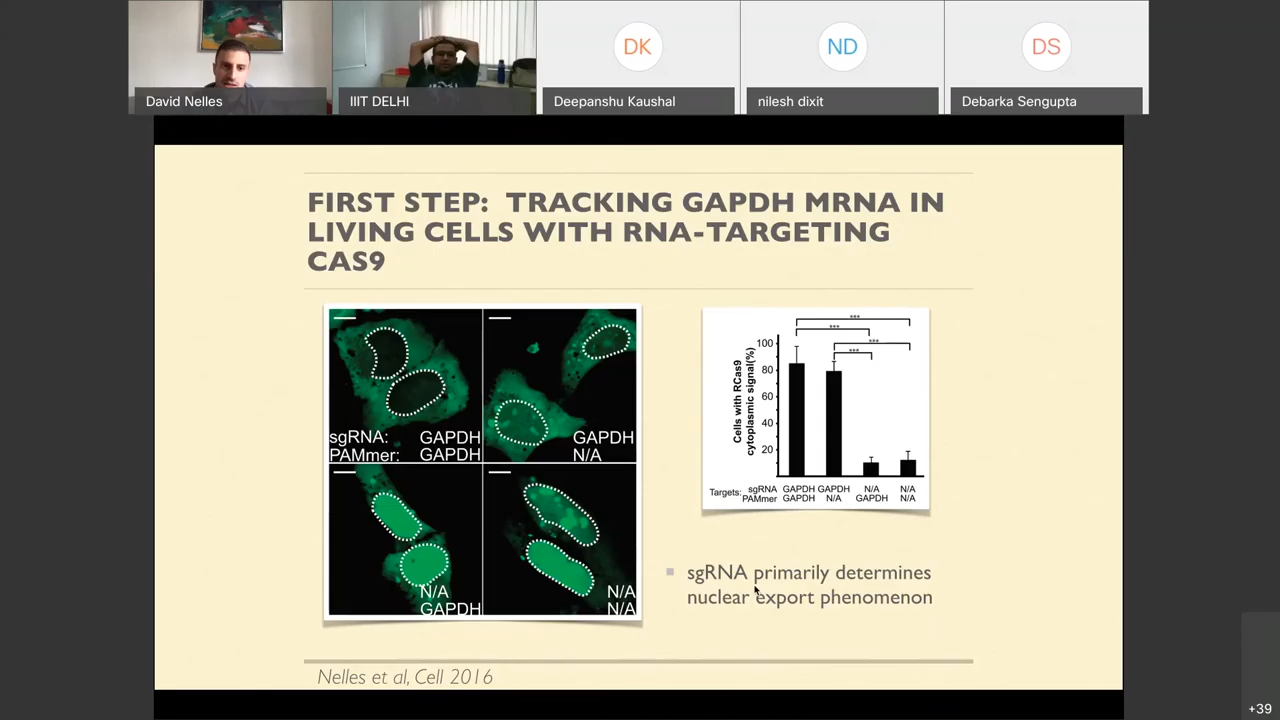 DK
ND
DS
David Nelles
IIIT DELHI
Deepanshu Kaushal
nilesh dixit
Debarka Sengupta
FIRST STEP: TRACKING GAPDH MRNA IN
LIVING CELLS WITH RNA-TARGETING
CAS9
sgRNA: GAPDH
PAMmer: GAPDH
GAPDH
N/A
N/A
GAPDH
N/A
N/A
Cells with RCas9
cytoplasmic signal(%)
100
80
60
40
20
***
***
***
***
Targets: sgRNA GAPDH GAPDH N/A N/A
PAMmer GAPDH N/A GAPDH N/A
sgRNA primarily determines
nuclear export phenomenon
Nelles et al, Cell 2016
+39